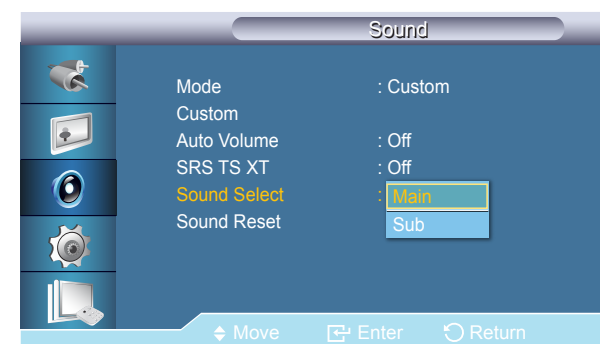 Sound
Mode : Custom
Custom
Auto Volume : Off
SRS TS XT : Off
Sound Select : Main
Sub
Sound Reset
Move Enter Return